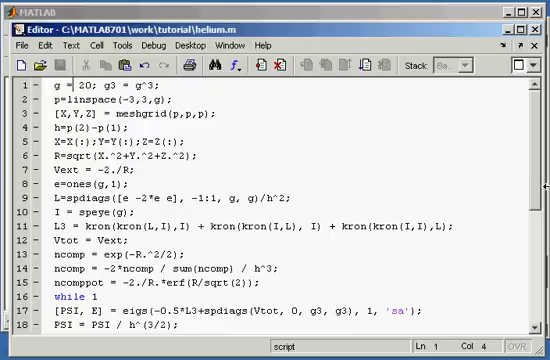 MATLAB
Editor - C:\MATLAB701\work\tutorial\helium.m
File Edit Text Cell Tools Debug Desktop Window Help
Stack: Ba...
1 - g = 20; g3 = g^3;
2 - p=linspace(-3,3,g);
3 - [X,Y,Z] = meshgrid(p,p,p);
4 - h=p(2)-p(1);
5 - X=X(:);Y=Y(:);Z=Z(:);
6 - R=sqrt(X.^2+Y.^2+Z.^2);
7 - Vext = -2./R;
8 - e=ones(g,1);
9 - L=spdiags([e -2*e e], -1:1, g, g)/h^2;
10 - I = speye(g);
11 - L3 = kron(kron(L,I),I) + kron(kron(I,L), I) + kron(kron(I,I),L);
12 - Vtot = Vext;
13 - ncomp = exp(-R.^2/2);
14 - ncomp = -2*ncomp / sum(ncomp) / h^3;
15 - ncomppot = -2./R.*erf(R/sqrt(2));
16 - while 1
17 - [PSI, E] = eigs(-0.5*L3+spdiags(Vtot, 0, g3, g3), 1, 'sa');
18 - PSI = PSI / h^(3/2);
script Ln 1 Col 4 OVR